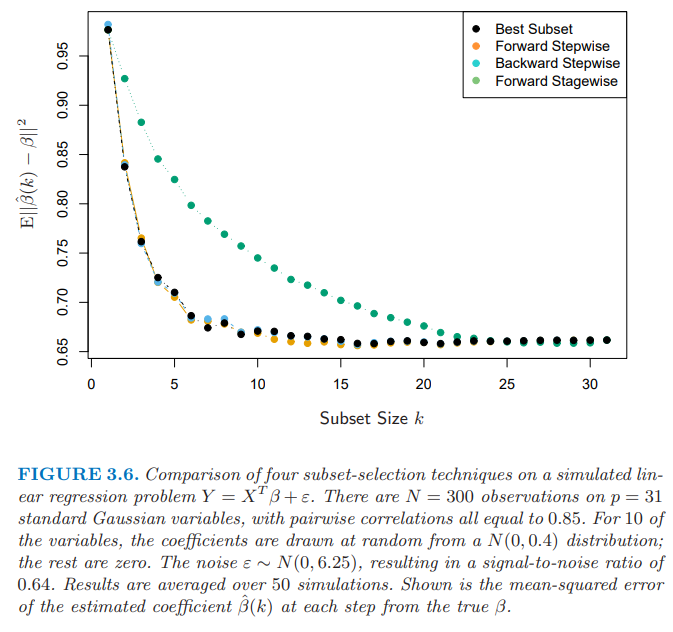 Best Subset
Forward Stepwise
Backward Stepwise
Forward Stagewise
E||β̂(k) − β||²
0.95
0.90
0.85
0.80
0.75
0.70
0.65
0 5 10 15 20 25 30
Subset Size k
FIGURE 3.6. Comparison of four subset-selection techniques on a simulated lin-
ear regression problem Y = Xᵀβ + ε. There are N = 300 observations on p = 31
standard Gaussian variables, with pairwise correlations all equal to 0.85. For 10 of
the variables, the coefficients are drawn at random from a N(0, 0.4) distribution;
the rest are zero. The noise ε ∼ N(0, 6.25), resulting in a signal-to-noise ratio of
0.64. Results are averaged over 50 simulations. Shown is the mean-squared error
of the estimated coefficient β̂(k) at each step from the true β.